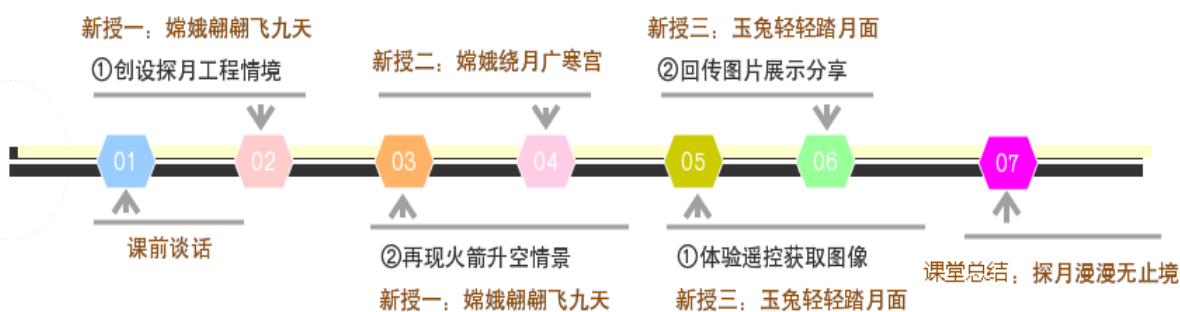 新授一：嫦娥翩翩飞九天
①创设探月工程情境
新授二：嫦娥绕月广寒宫
新授三：玉兔轻轻踏月面
②回传图片展示分享
01
02
03
04
05
06
07
课前谈话
②再现火箭升空情景
新授一：嫦娥翩翩飞九天
①体验遥控获取图像
新授三：玉兔轻轻踏月面
课堂总结：探月漫漫无止境